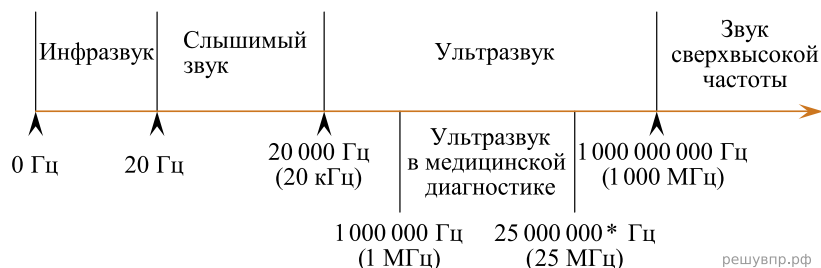 Инфразвук
Слышимый
звук
Ультразвук
Звук
сверхвысокой
частоты
0 Гц
20 Гц
20 000 Гц
(20 кГц)
Ультразвук
в медицинской
диагностике
1 000 000 000 Гц
(1 000 МГц)
1 000 000 Гц
(1 МГц)
25 000 000* Гц
(25 МГц)
решувпр.рф